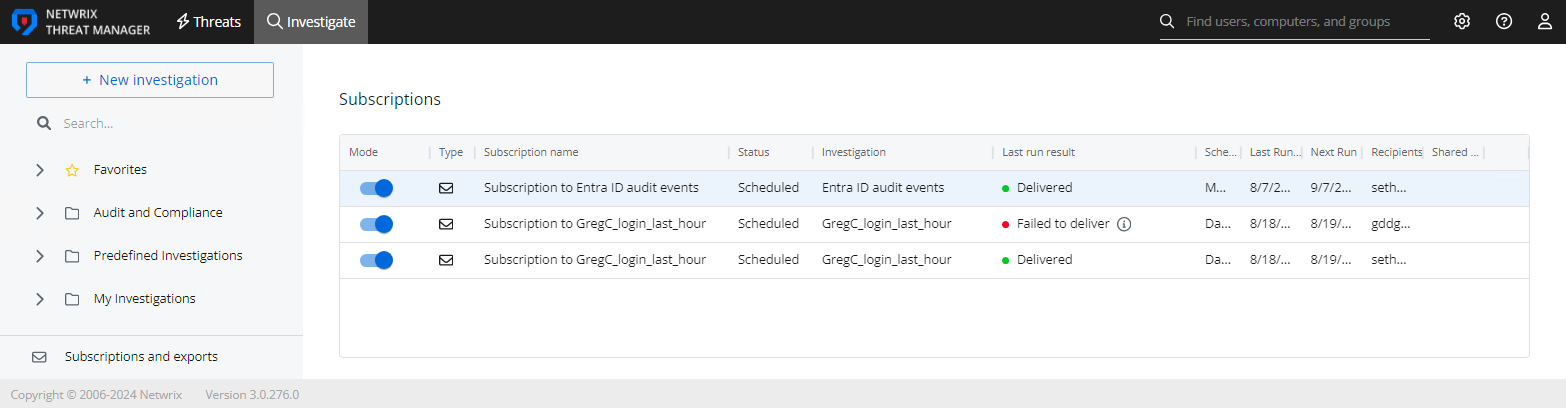 NETWRIX
THREAT MANAGER
Threats
Investigate
Find users, computers, and groups
+ New investigation
Search...
Favorites
Audit and Compliance
Predefined Investigations
My Investigations
Subscriptions and exports
Subscriptions
Mode Type Subscription name Status Investigation Last run result Sche... Last Run... Next Run Recipients Shared ...
Subscription to Entra ID audit events Scheduled Entra ID audit events Delivered M... 8/7/2... 9/7/2... seth...
Subscription to GregC_login_last_hour Scheduled GregC_login_last_hour Failed to deliver Da... 8/18/... 8/19/... gddg...
Subscription to GregC_login_last_hour Scheduled GregC_login_last_hour Delivered Da... 8/18/... 8/19/... seth...
Copyright © 2006-2024 Netwrix Version 3.0.276.0